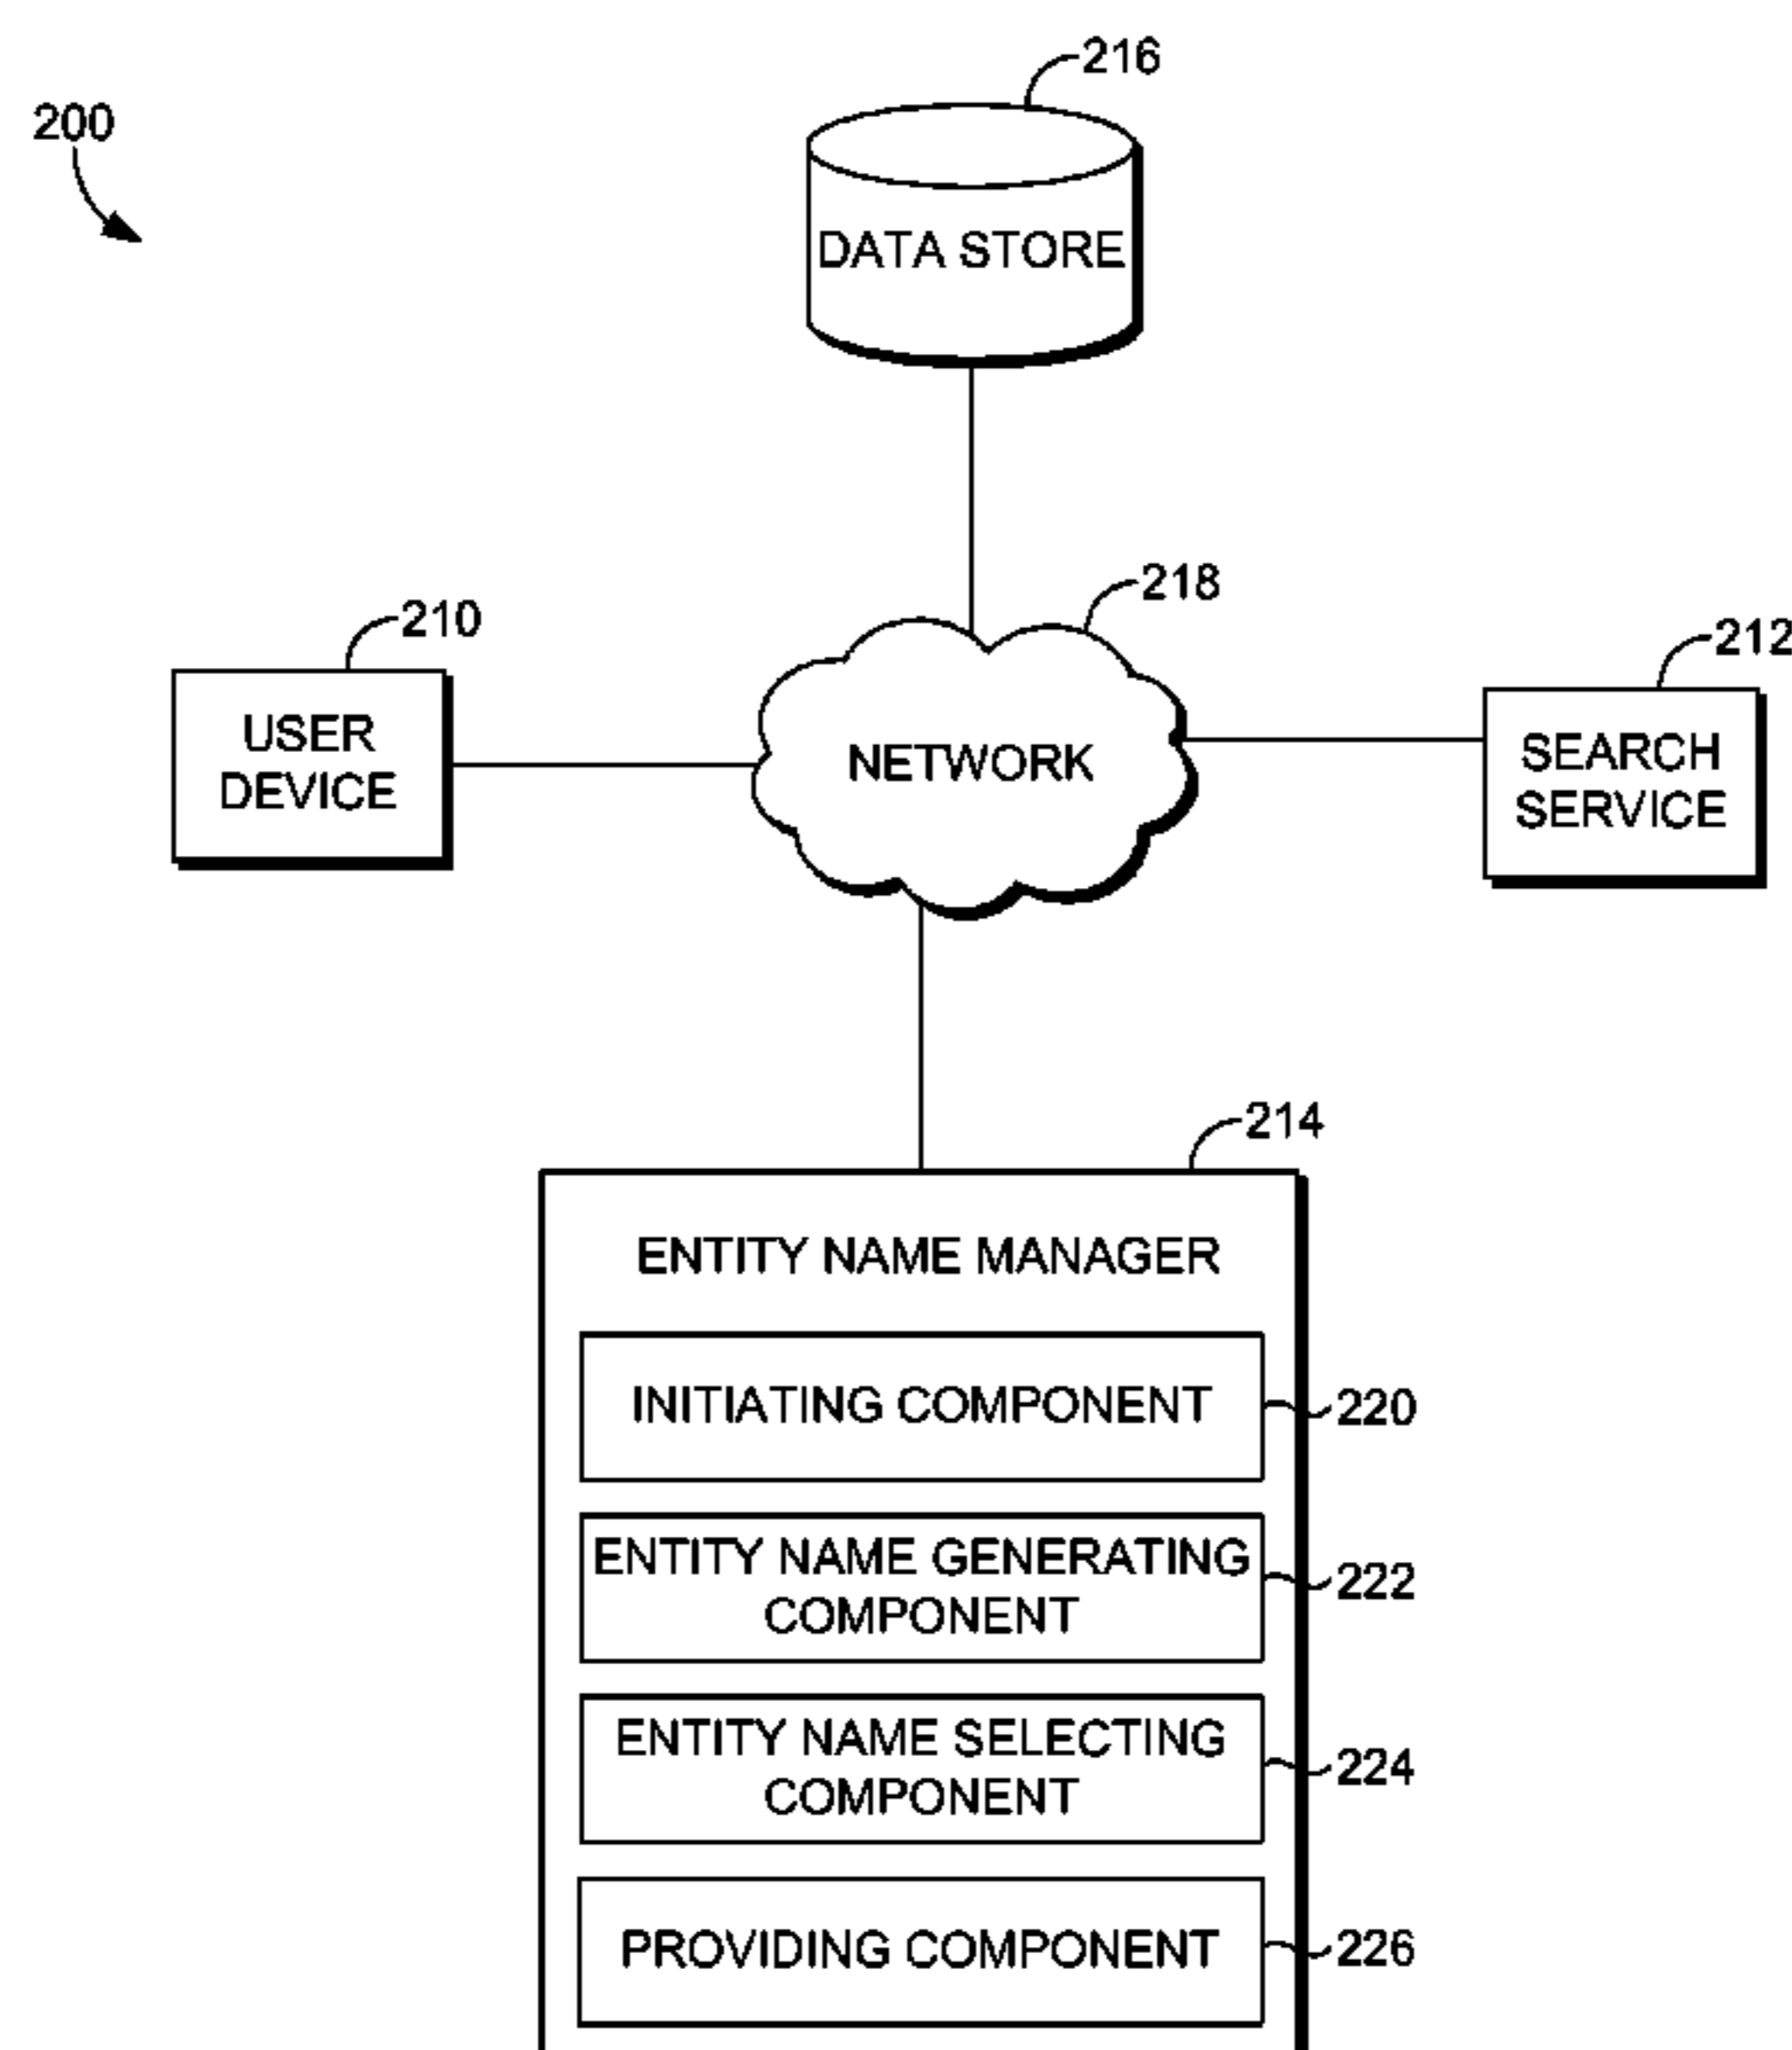 216
200
DATA STORE
218
210
212
USER
DEVICE
NETWORK
SEARCH
SERVICE
214
ENTITY NAME MANAGER
INITIATING COMPONENT
220
ENTITY NAME GENERATING
COMPONENT
222
ENTITY NAME SELECTING
COMPONENT
224
PROVIDING COMPONENT
226